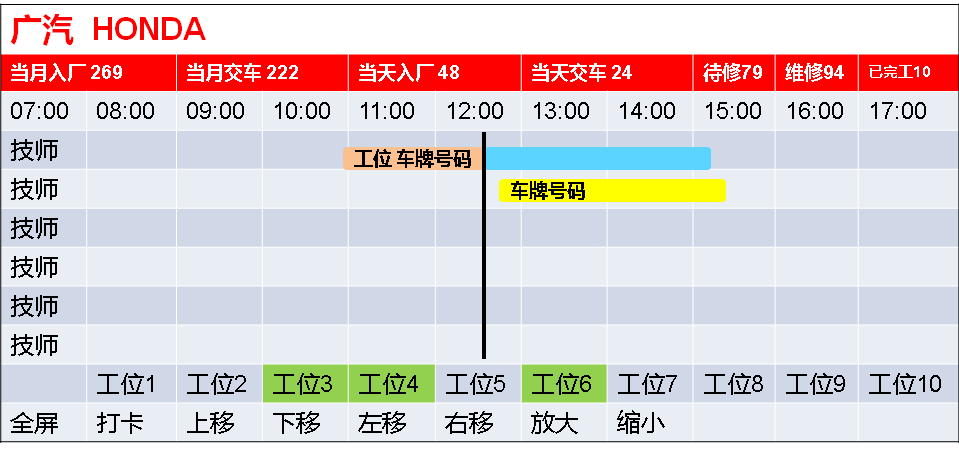 广汽 HONDA
当月入厂 269 当月交车 222 当天入厂 48 当天交车 24 待修79 维修94 已完工10
07:00 08:00 09:00 10:00 11:00 12:00 13:00 14:00 15:00 16:00 17:00
技师 工位 车牌号码
技师 车牌号码
技师
技师
技师
技师
工位1 工位2 工位3 工位4 工位5 工位6 工位7 工位8 工位9 工位10
全屏 打卡 上移 下移 左移 右移 放大 缩小